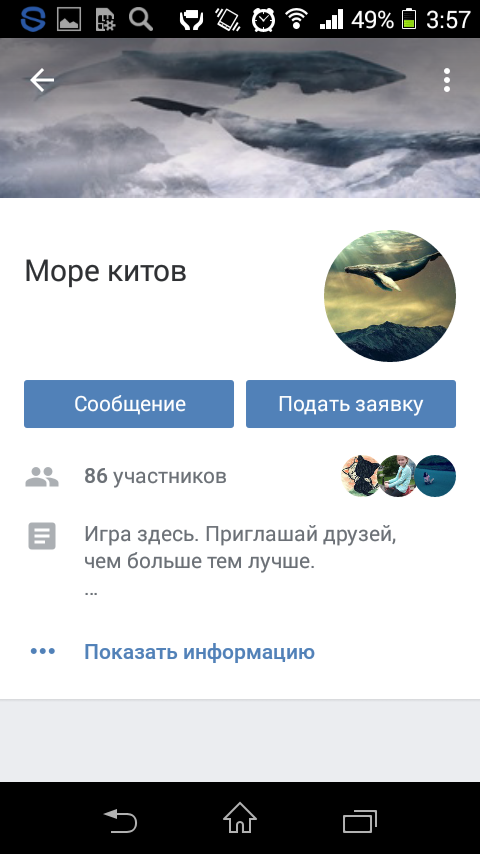 49% 3:57
Море китов
Сообщение
Подать заявку
86 участников
Игра здесь. Приглашай друзей,
чем больше тем лучше.
...
Показать информацию